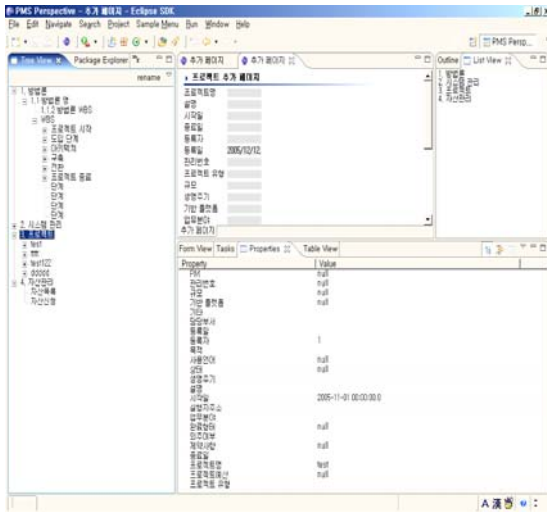 PMS Perspective - 추가 페이지 - Eclipse SDK
File Edit Navigate Search Project Sample Menu Run Window Help
PMS Persp...
Tree View
Package Explorer
rename
1. 방법론
1.1 방법론 명
1.1.2 방법론 WBS
WBS
프로젝트 시작
도입 단계
아키텍쳐
구축
전환
프로젝트 종료
단계
단계
단계
단계
2. 시스템 관리
3. 프로젝트
test
tttt
test122
ddddd
4. 자산관리
자산목록
자산신청
추가 페이지
추가 페이지
프로젝트 추가 페이지
프로젝트명
설명
시작일
종료일
등록자
등록일 2005/12/12,
관리번호
프로젝트 유형
규모
생명주기
기반 플랫폼
업무분야
추가 페이지
Outline
List View
Form View Tasks Properties Table View
Property Value
PM null
관리번호 null
규모 null
기반 플랫폼 null
기타
담당부서
등록일
등록자 1
목적
사용언어 null
상태 null
생명주기
설명
시작일 2005-11-01 00:00:00.0
업무분야
완료형태 null
외주여부
제약사항 null
종료일
프로젝트명 test
null
프로젝트 유형
A 漢